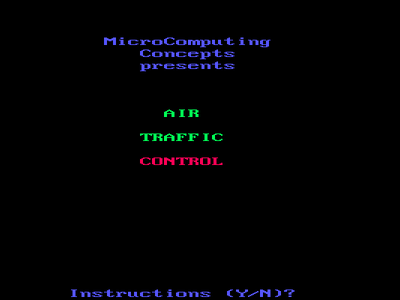 MicroComputing
Concepts
presents
AIR
TRAFFIC
CONTROL
Instructions (Y/N)?